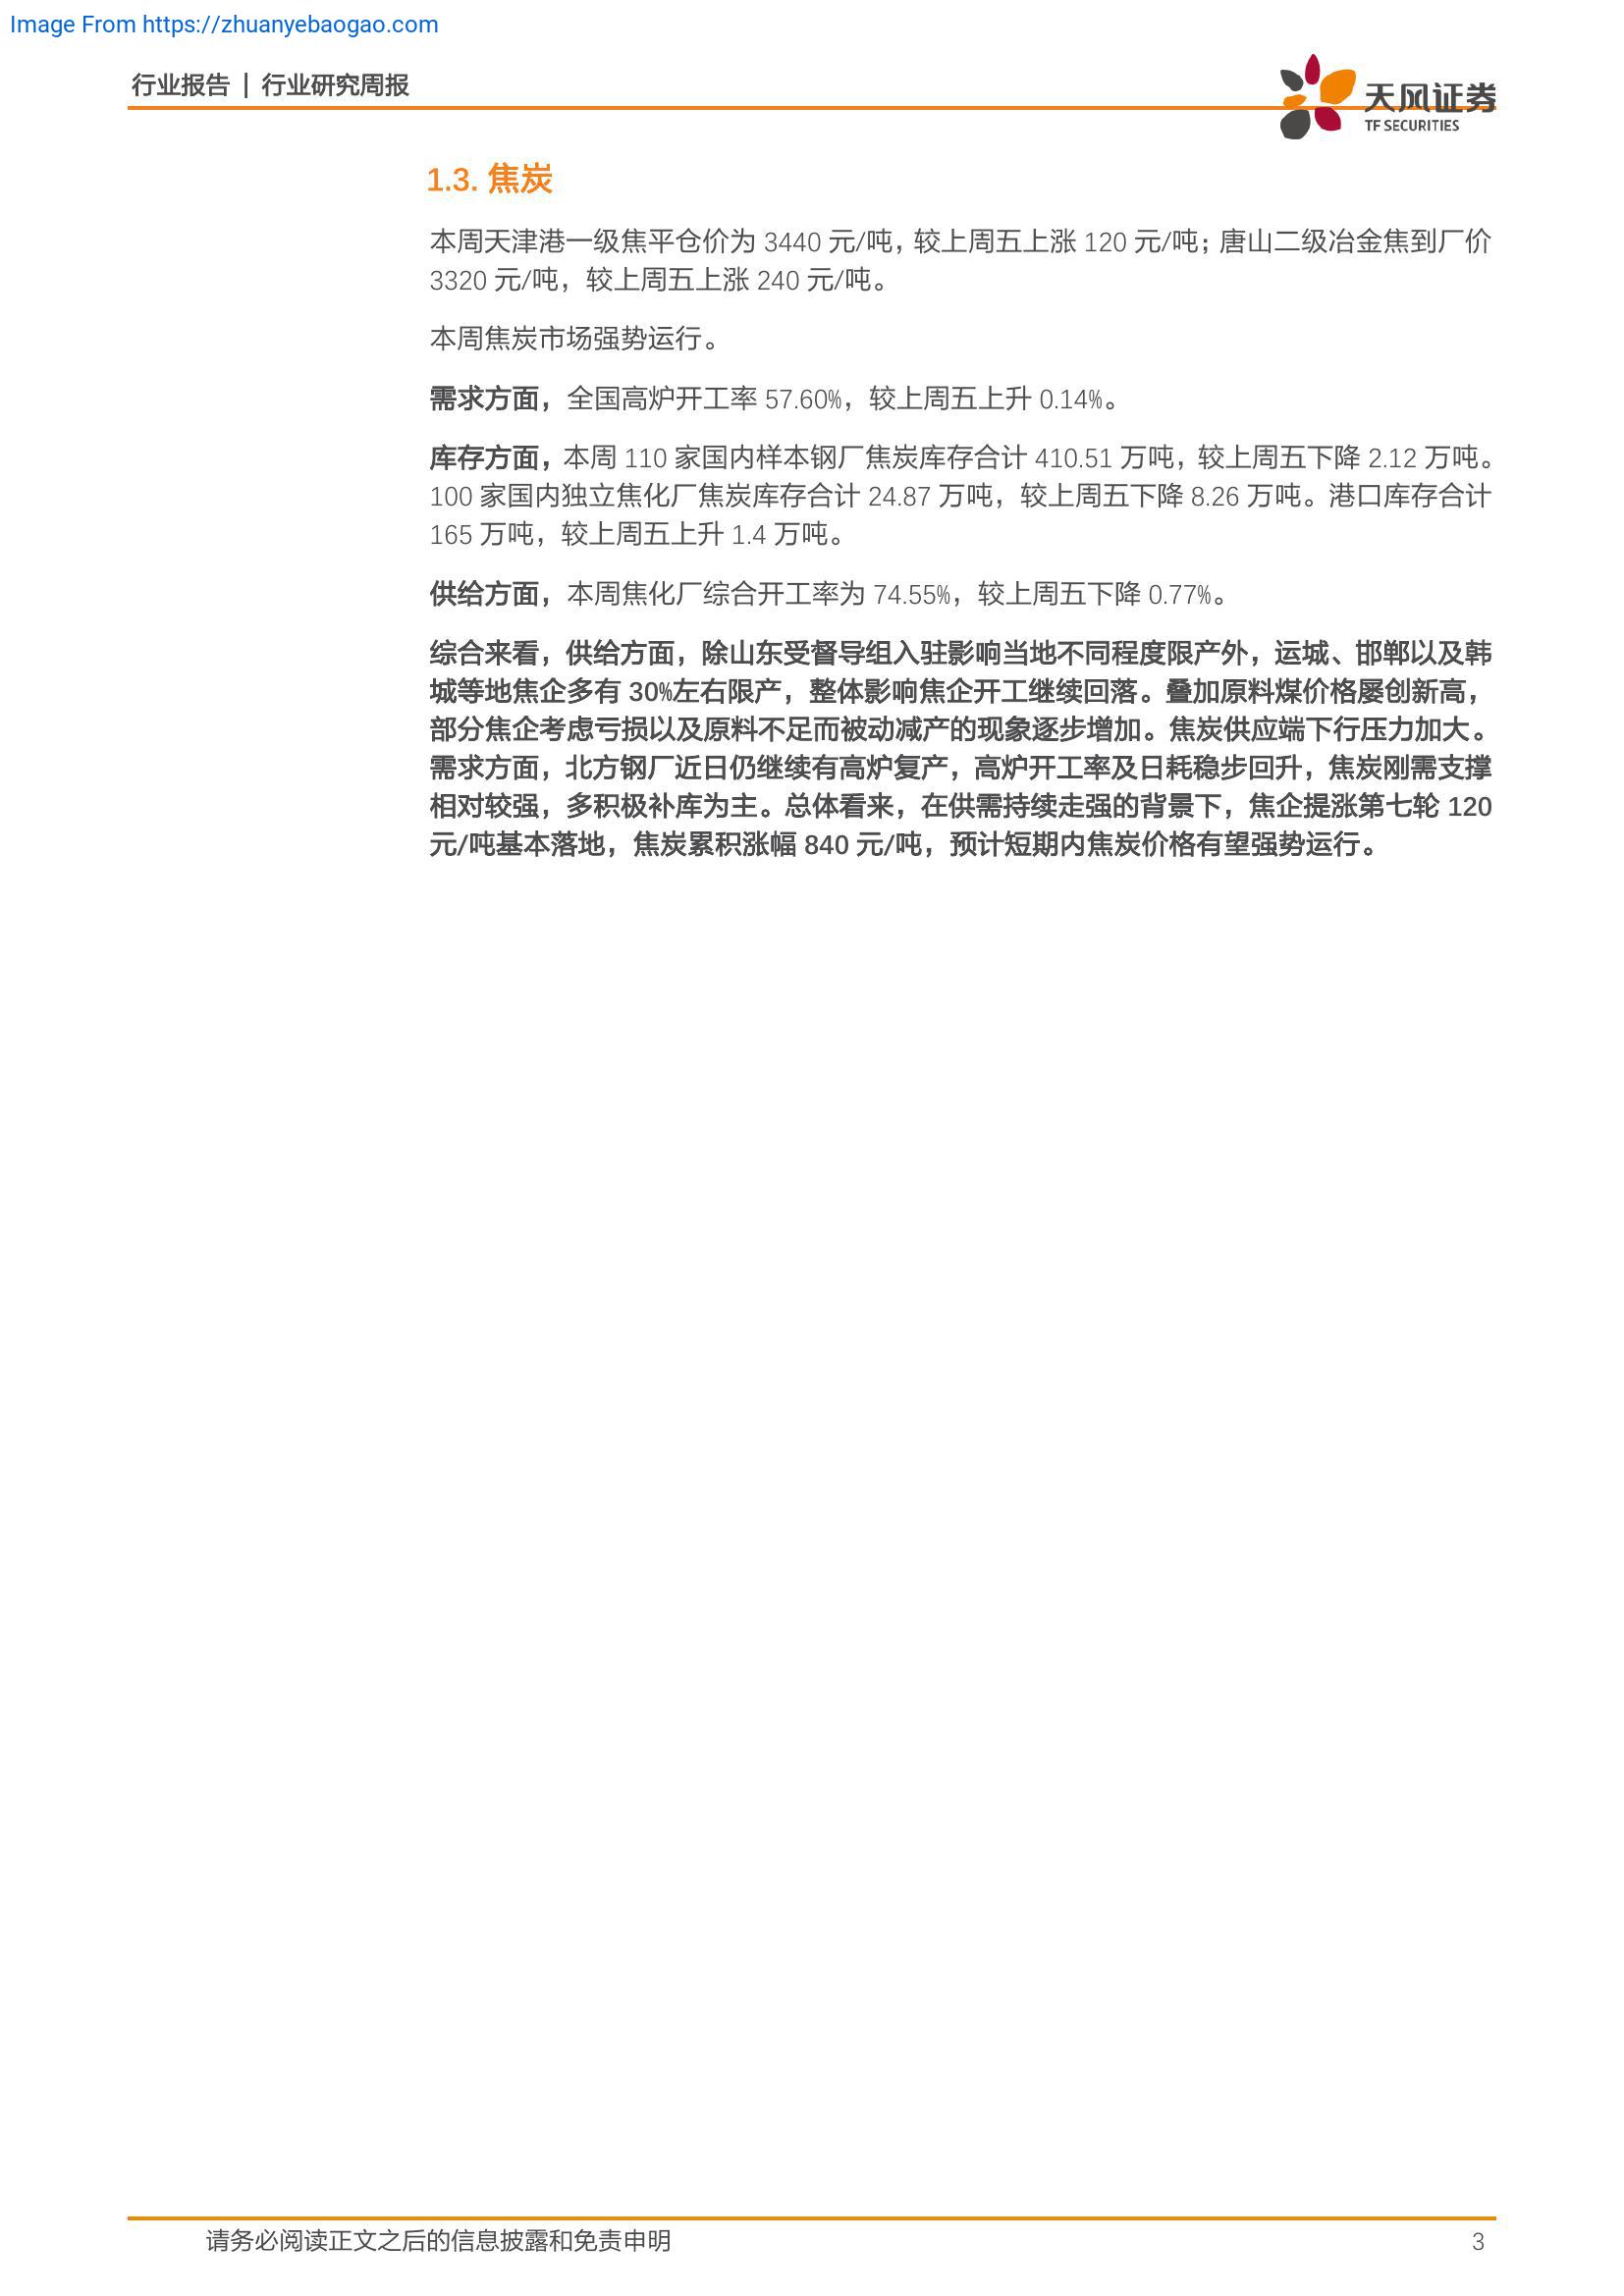 Image From https://zhuanyebaogao.com
行业报告 | 行业研究周报
天风证券
TF SECURITIES
1.3. 焦炭
本周天津港一级焦平仓价为 3440 元/吨，较上周五上涨 120 元/吨；唐山二级冶金焦到厂价
3320 元/吨，较上周五上涨 240 元/吨。
本周焦炭市场强势运行。
需求方面，全国高炉开工率 57.60%，较上周五上升 0.14%。
库存方面，本周 110 家国内样本钢厂焦炭库存合计 410.51 万吨，较上周五下降 2.12 万吨。
100 家国内独立焦化厂焦炭库存合计 24.87 万吨，较上周五下降 8.26 万吨。港口库存合计
165 万吨，较上周五上升 1.4 万吨。
供给方面，本周焦化厂综合开工率为 74.55%，较上周五下降 0.77%。
综合来看，供给方面，除山东受督导组入驻影响当地不同程度限产外，运城、邯郸以及韩
城等地焦企多有 30%左右限产，整体影响焦企开工继续回落。叠加原料煤价格屡创新高，
部分焦企考虑亏损以及原料不足而被动减产的现象逐步增加。焦炭供应端下行压力加大。
需求方面，北方钢厂近日仍继续有高炉复产，高炉开工率及日耗稳步回升，焦炭刚需支撑
相对较强，多积极补库为主。总体看来，在供需持续走强的背景下，焦企提涨第七轮 120
元/吨基本落地，焦炭累积涨幅 840 元/吨，预计短期内焦炭价格有望强势运行。
请务必阅读正文之后的信息披露和免责申明
3